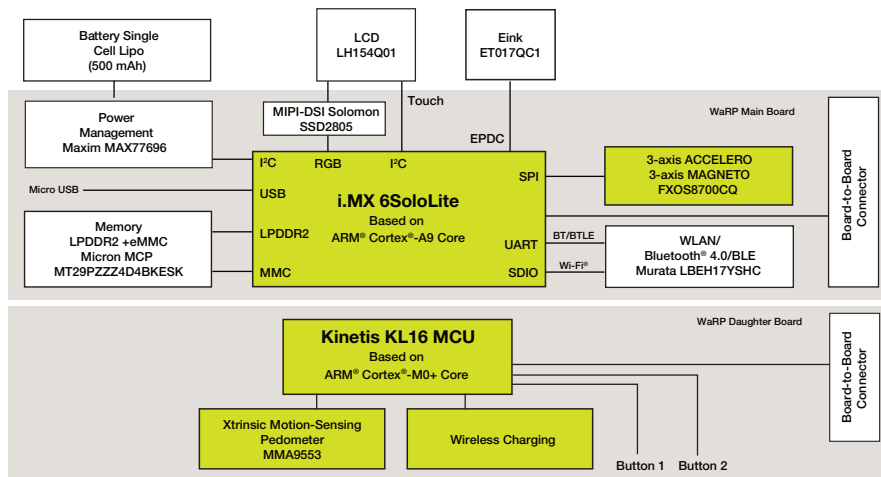 Battery Single
Cell Lipo
(500 mAh)
LCD
LH154Q01
Eink
ET017QC1
WaRP Main Board
Power
Management
Maxim MAX77696
MIPI-DSI Solomon
SSD2805
Touch
EPDC
I²C
RGB
I²C
SPI
3-axis ACCELERO
3-axis MAGNETO
FXOS8700CQ
Board-to-Board
Connector
Micro USB
USB
i.MX 6SoloLite
Based on
ARM® Cortex®-A9 Core
Memory
LPDDR2 +eMMC
Micron MCP
MT29PZZZ4D4BKESK
LPDDR2
MMC
UART
SDIO
BT/BTLE
Wi-Fi®
WLAN/
Bluetooth® 4.0/BLE
Murata LBEH17YSHC
WaRP Daughter Board
Kinetis KL16 MCU
Based on
ARM® Cortex®-M0+ Core
Board-to-Board
Connector
Xtrinsic Motion-Sensing
Pedometer
MMA9553
Wireless Charging
Button 1
Button 2